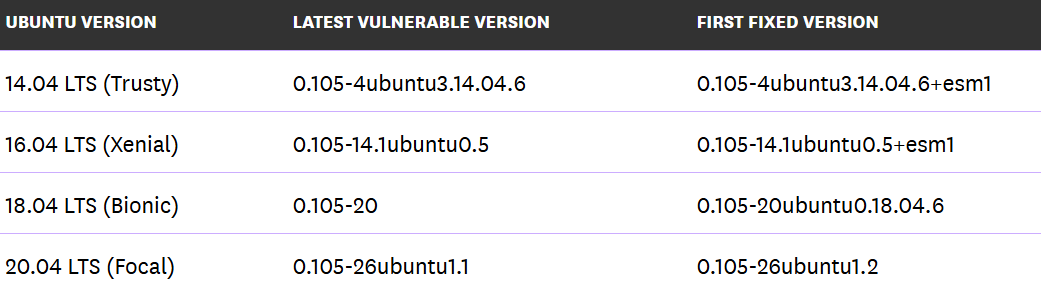 UBUNTU VERSION LATEST VULNERABLE VERSION FIRST FIXED VERSION
14.04 LTS (Trusty) 0.105-4ubuntu3.14.04.6 0.105-4ubuntu3.14.04.6+esm1
16.04 LTS (Xenial) 0.105-14.1ubuntu0.5 0.105-14.1ubuntu0.5+esm1
18.04 LTS (Bionic) 0.105-20 0.105-20ubuntu0.18.04.6
20.04 LTS (Focal) 0.105-26ubuntu1.1 0.105-26ubuntu1.2